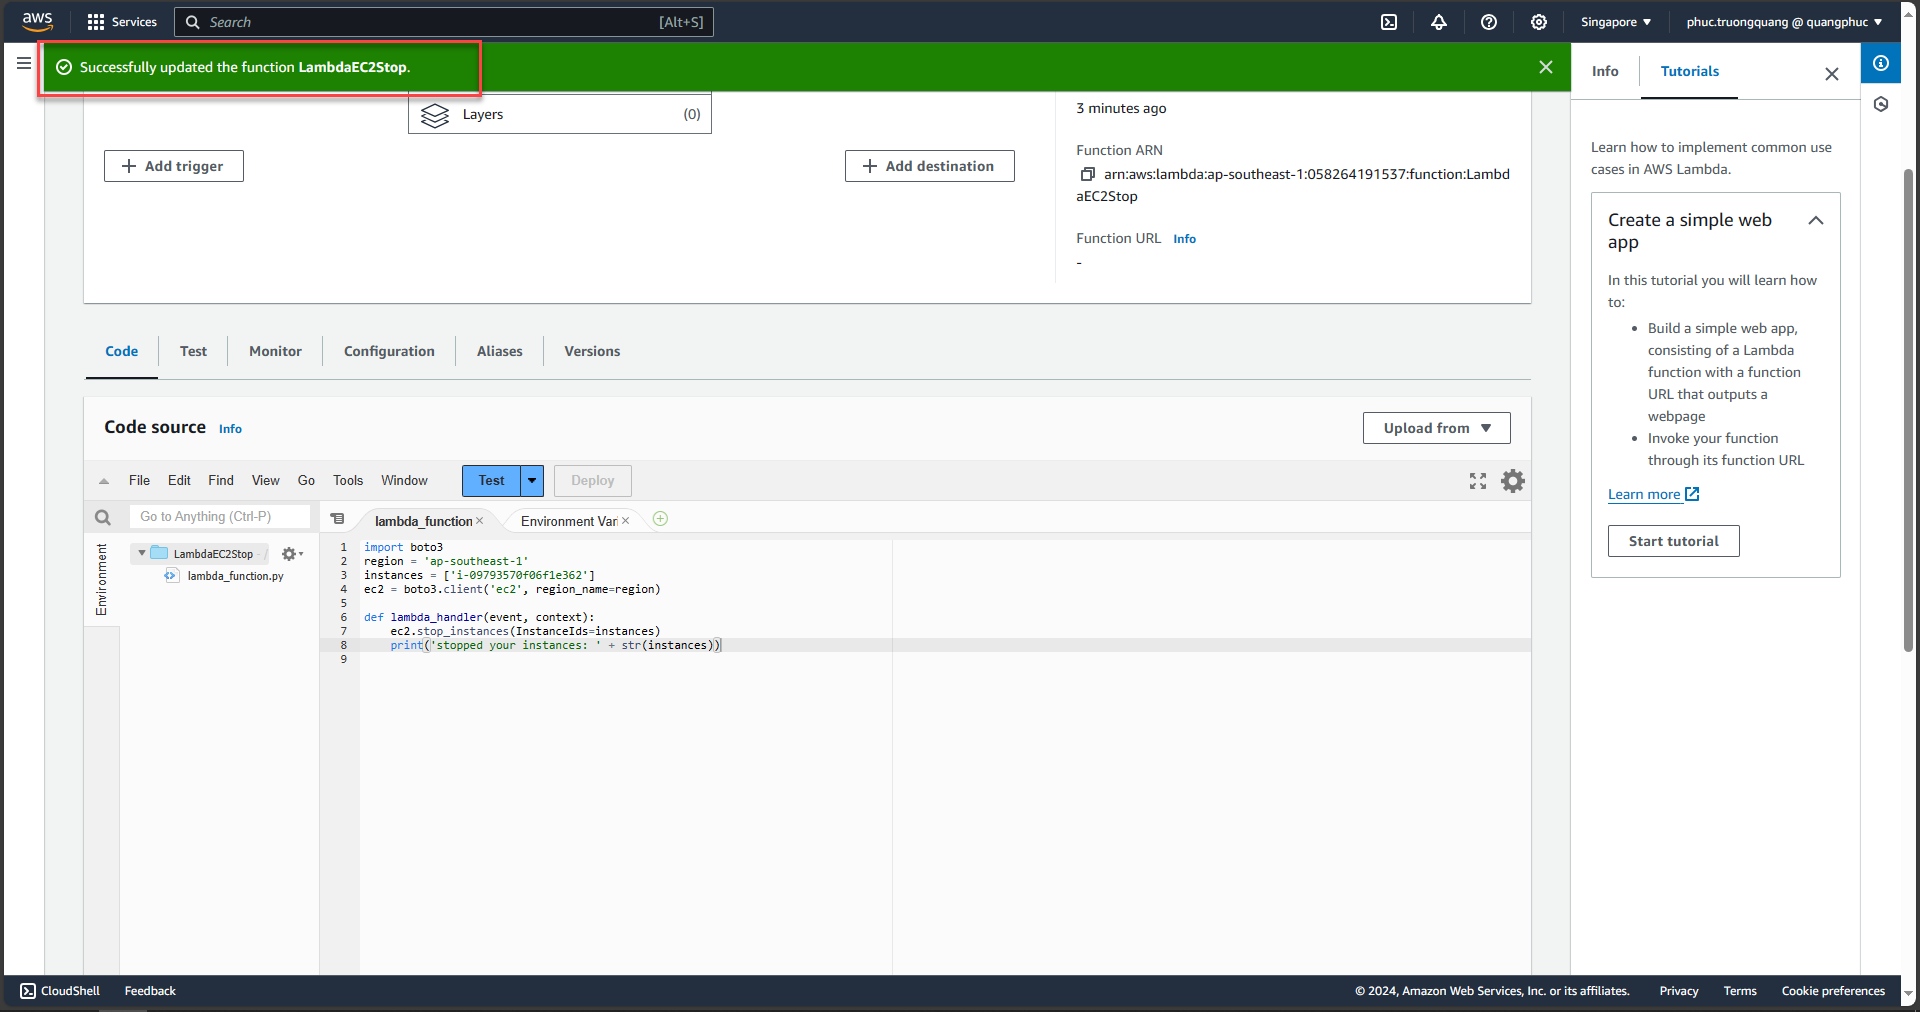 aws
Services
Search
[Alt+S]
Singapore
phuc.truongquang @ quangphuc
Successfully updated the function LambdaEC2Stop.
Layers
(0)
Add trigger
Add destination
3 minutes ago
Function ARN
arn:aws:lambda:ap-southeast-1:058264191537:function:Lambd
aEC2Stop
Function URL Info
-
Code
Test
Monitor
Configuration
Aliases
Versions
Code source Info
Upload from
File
Edit
Find
View
Go
Tools
Window
Test
Deploy
Go to Anything (Ctrl-P)
lambda_function
Environment Vari
Environment
LambdaEC2Stop - /
lambda_function.py
1 import boto3
2 region = 'ap-southeast-1'
3 instances = ['i-09793570f06f1e362']
4 ec2 = boto3.client('ec2', region_name=region)
5
6 def lambda_handler(event, context):
7 ec2.stop_instances(InstanceIds=instances)
8 print('stopped your instances: ' + str(instances))
9
Info
Tutorials
Learn how to implement common use
cases in AWS Lambda.
Create a simple web
app
In this tutorial you will learn how
to:
• Build a simple web app,
consisting of a Lambda
function with a function
URL that outputs a
webpage
• Invoke your function
through its function URL
Learn more
Start tutorial
CloudShell
Feedback
© 2024, Amazon Web Services, Inc. or its affiliates.
Privacy
Terms
Cookie preferences